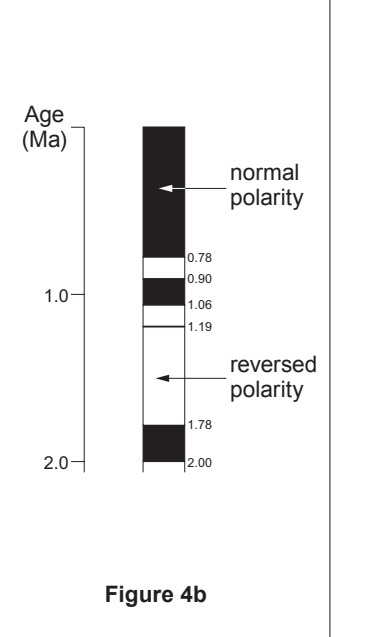 Age
(Ma)
normal
polarity
0.78
0.90
1.0
1.06
1.19
reversed
polarity
1.78
2.0
2.00
Figure 4b